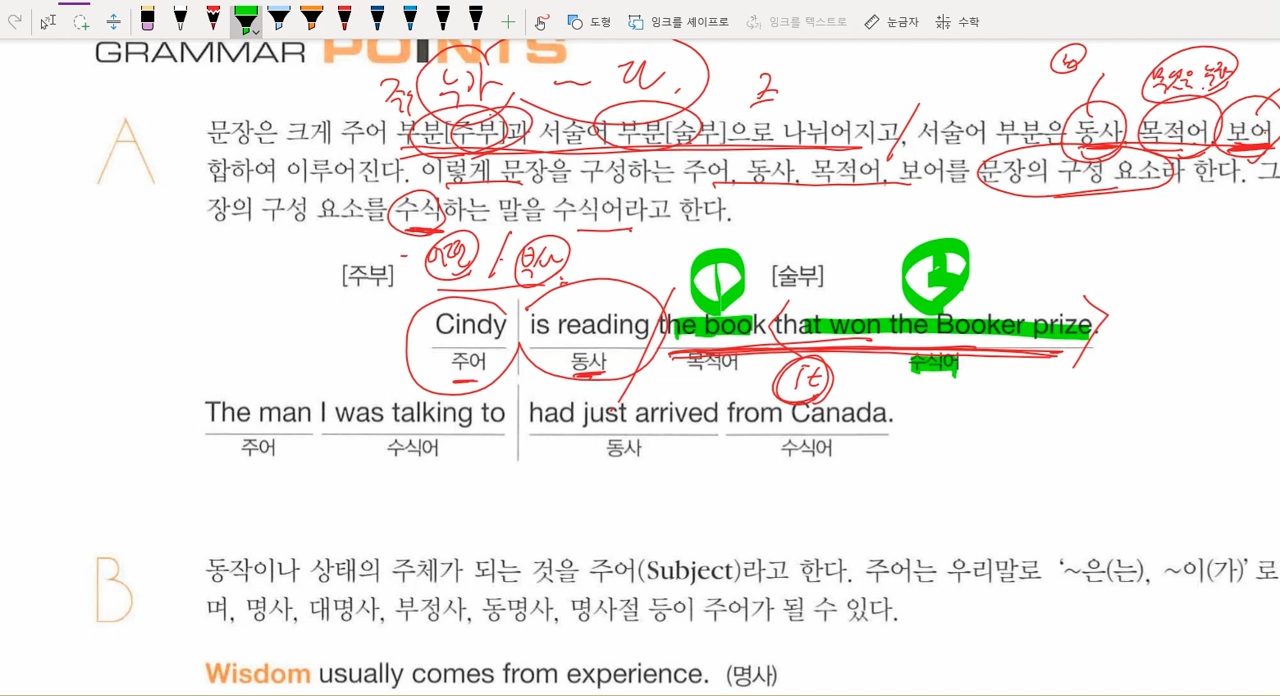 도형 잉크를 셰이프로 잉크를 텍스트로 눈금자 수학
GRAMMAR POINTS
주어 누가 ~ 다.
A 문장은 크게 주어 부분[주부]과 서술어 부분[술부]으로 나뉘어지고, 서술어 부분은 동사, 목적어, 보어
합하여 이루어진다. 이렇게 문장을 구성하는 주어, 동사, 목적어, 보어를 문장의 구성 요소라 한다. 그
장의 구성 요소를 수식하는 말을 수식어라고 한다.
부사
[주부] [술부]
Cindy is reading the book that won the Booker prize.
주어 동사 목적어 수식어
It
The man I was talking to had just arrived from Canada.
주어 수식어 동사 수식어
B 동작이나 상태의 주체가 되는 것을 주어(Subject)라고 한다. 주어는 우리말로 ‘~은(는), ~이(가)’로
며, 명사, 대명사, 부정사, 동명사, 명사절 등이 주어가 될 수 있다.
Wisdom usually comes from experience. (명사)